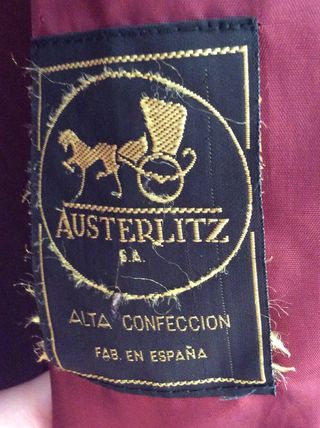 AUSTERLITZ
S.A.
ALTA CONFECCION
FAB. EN ESPAÑA